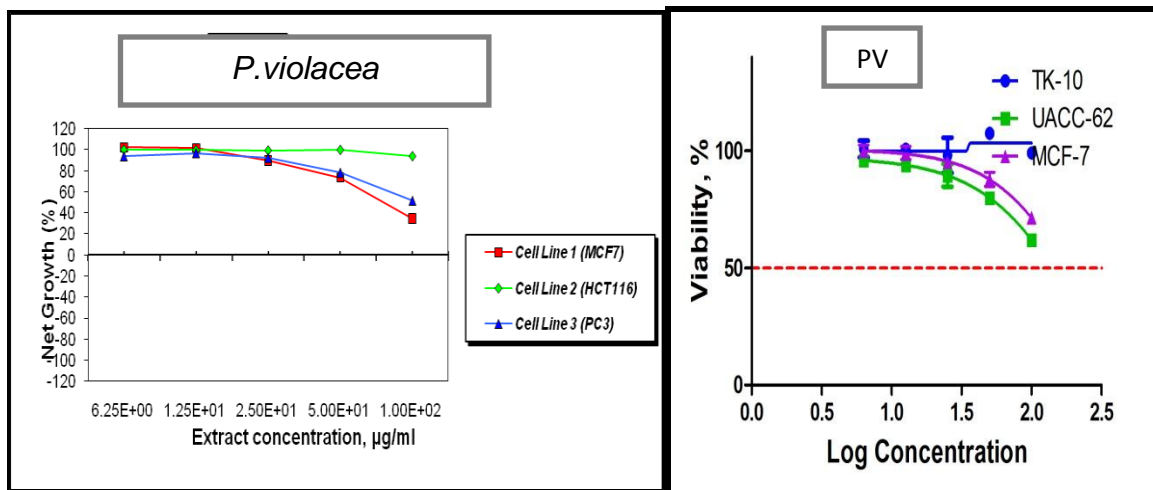 P.violacea
Net Growth (%)
120
100
80
60
40
20
0
-20
-40
-60
-80
-100
-120
6.25E+00 1.25E+01 2.50E+01 5.00E+01 1.00E+02
Extract concentration, µg/ml
Cell Line 1 (MCF7)
Cell Line 2 (HCT116)
Cell Line 3 (PC3)
PV
TK-10
UACC-62
MCF-7
Viability, %
100
50
0
0.0 0.5 1.0 1.5 2.0 2.5
Log Concentration